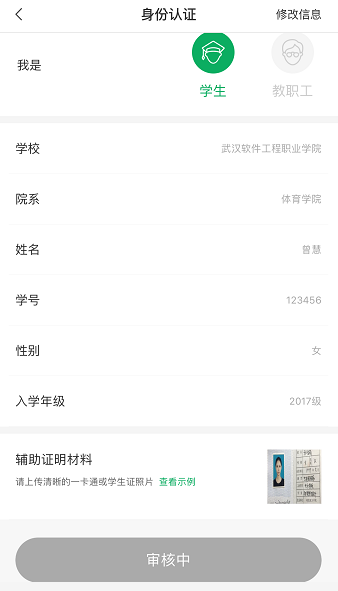 身份认证
修改信息
我是
学生
教职工
学校
武汉软件工程职业学院
院系
体育学院
姓名
曾慧
学号
123456
性别
女
入学年级
2017级
辅助证明材料
请上传清晰的一卡通或学生证照片 查看示例
审核中